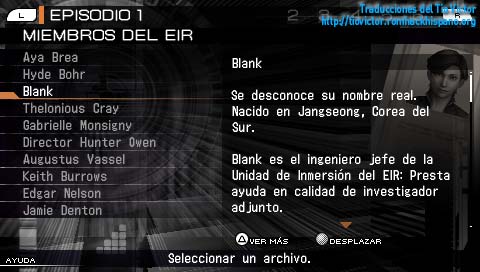 L EPISODIO 1
Traducciones del Tio Victor
http://tiovictor.romhackhispano.org
R
MIEMBROS DEL EIR
Aya Brea
Hyde Bohr
Blank
Thelonious Cray
Gabrielle Monsigny
Director Hunter Owen
Augustus Vassel
Keith Burrows
Edgar Nelson
Jamie Denton
Blank
Se desconoce su nombre real.
Nacido en Jangseong, Corea del
Sur.
Blank es el ingeniero jefe de la
Unidad de Inmersión del EIR: Presta
ayuda en calidad de investigador
adjunto.
VER MÁS DESPLAZAR
AYUDA
Seleccionar un archivo.